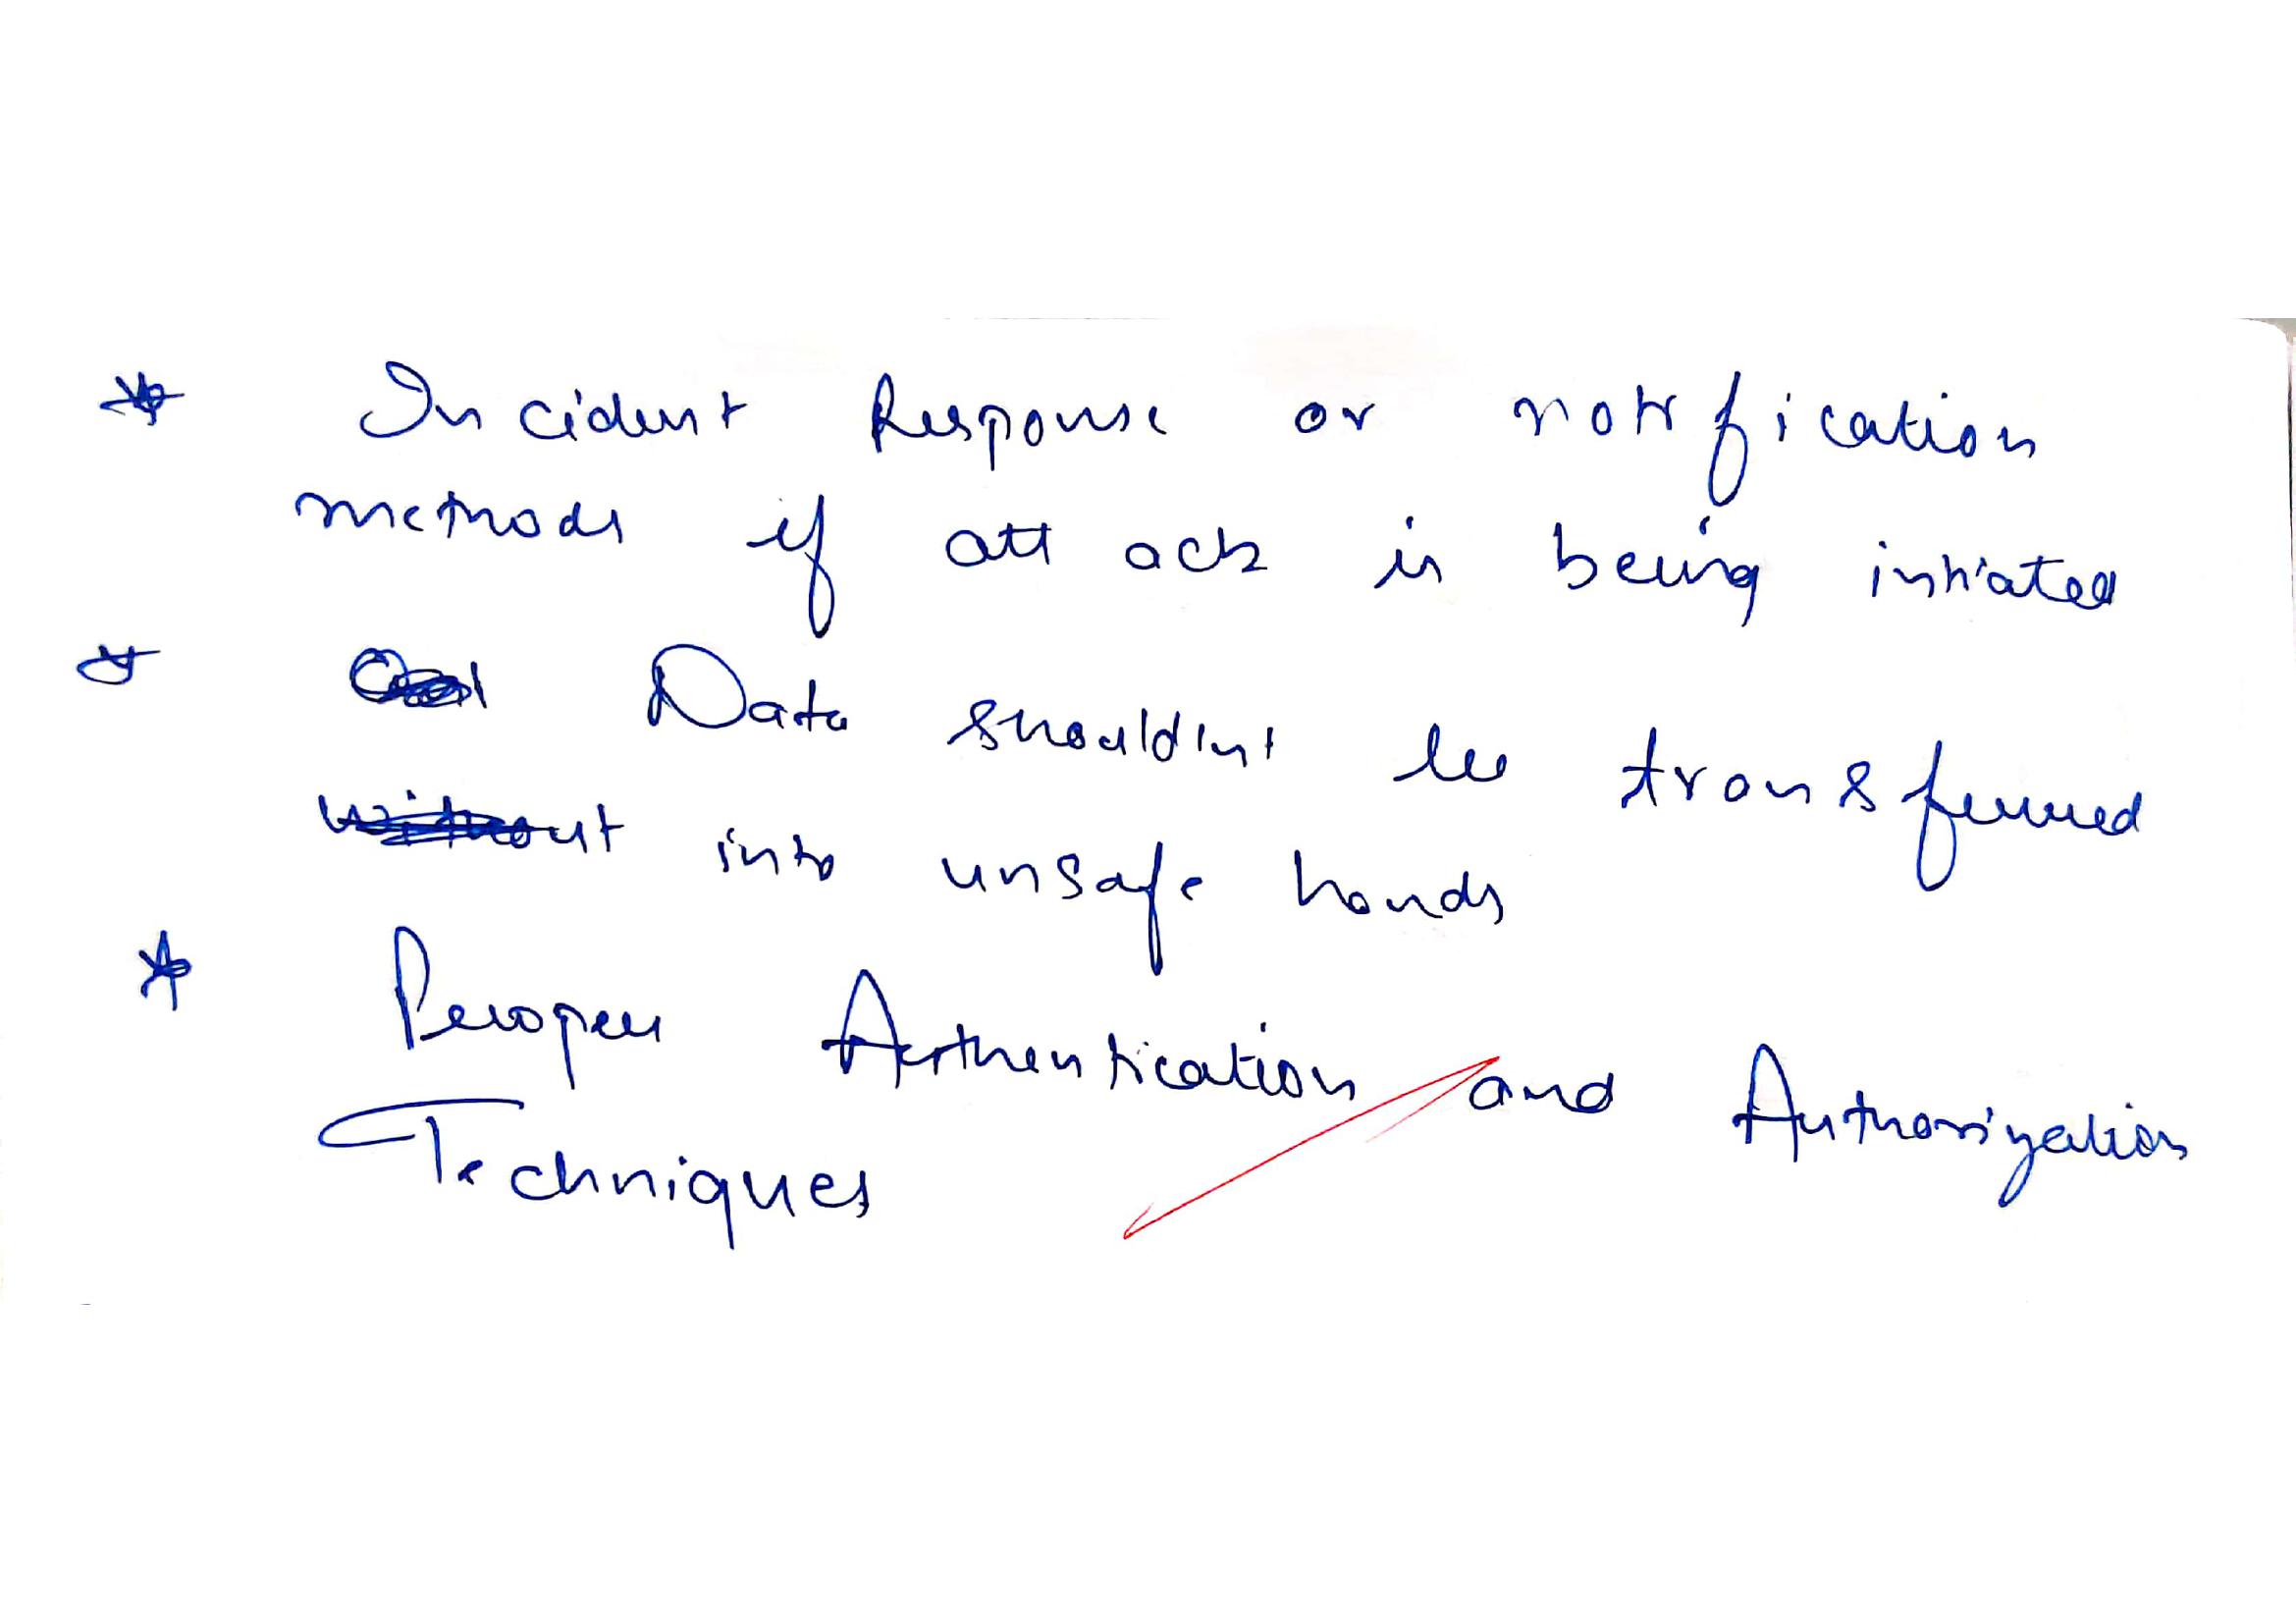 * Incident Response or notification
methods if attack is being initiated
* Data shouldn't be transferred
into unsafe hands
* Proper Authentication and Authorization
Techniques